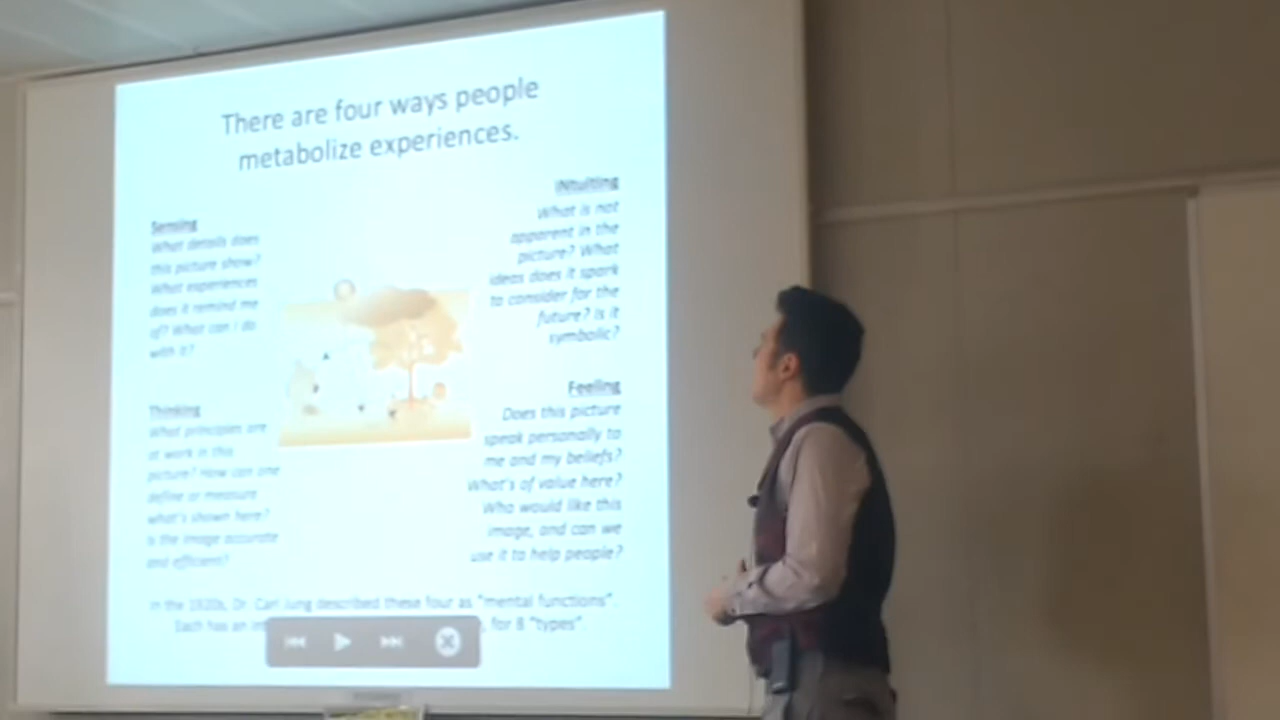 There are four ways people
metabolize experiences.
Sensing
What details does
this picture show?
What experiences
does it remind me
of? What can I do
with it?
iNtuiting
What is not
apparent in the
picture? What
ideas does it spark
to consider for the
future? Is it
symbolic?
Thinking
What principles are
at work in this
picture? How can one
define or measure
what's shown here?
Is the image accurate
and efficient?
Feeling
Does this picture
speak personally to
me and my beliefs?
What's of value here?
Who would like this
image, and can we
use it to help people?
In the 1920s, Dr. Carl Jung described these four as "mental functions".
Each has an
, for 8 "types".